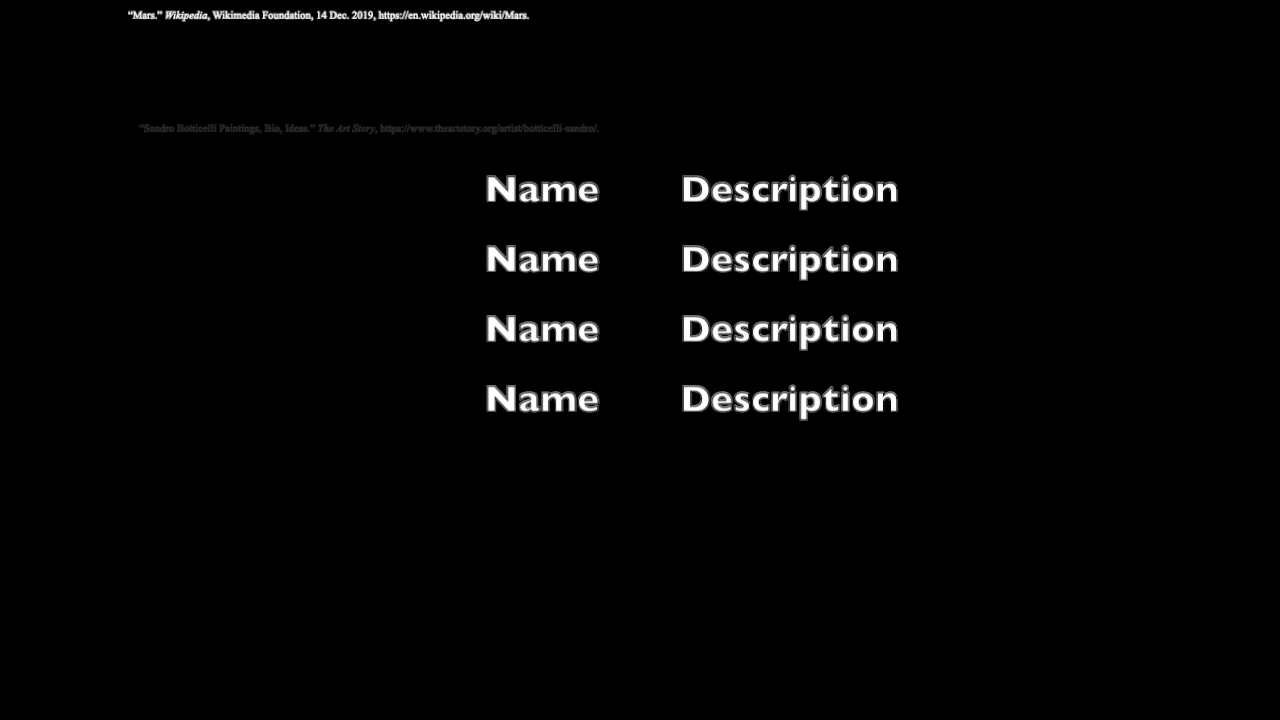 “Mars.” Wikipedia, Wikimedia Foundation, 14 Dec. 2019, https://en.wikipedia.org/wiki/Mars.
“Sandro Botticelli Paintings, Bio, Ideas.” The Art Story, https://www.theartstory.org/artist/botticelli-sandro/.
Name Description
Name Description
Name Description
Name Description